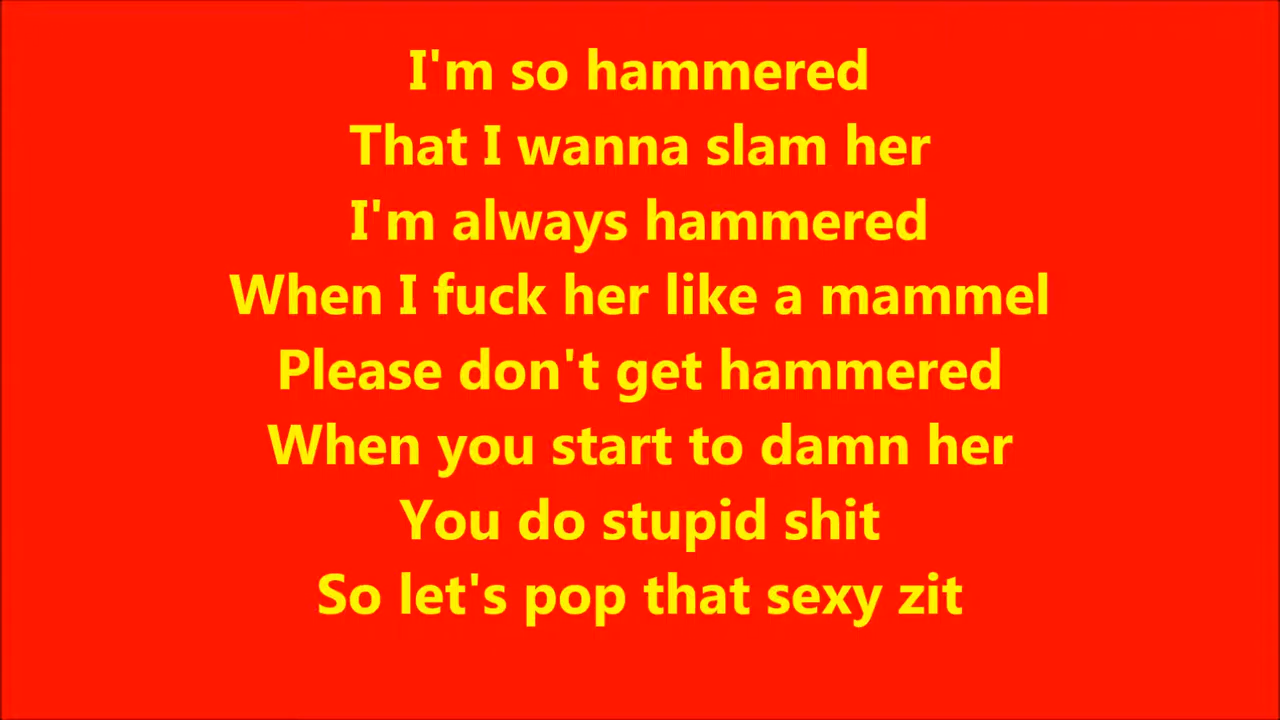 I'm so hammered
That I wanna slam her
I'm always hammered
When I fuck her like a mammel
Please don't get hammered
When you start to damn her
You do stupid shit
So let's pop that sexy zit